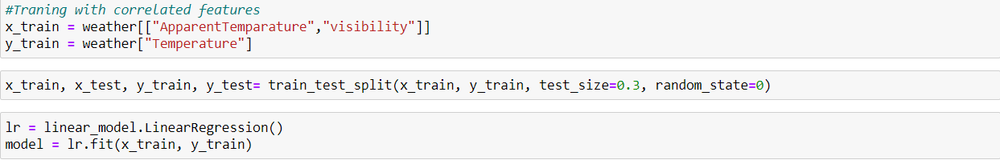 #Traning with correlated features
x_train = weather[["ApparentTemparature","visibility"]]
y_train = weather["Temperature"]
x_train, x_test, y_train, y_test= train_test_split(x_train, y_train, test_size=0.3, random_state=0)
lr = linear_model.LinearRegression()
model = lr.fit(x_train, y_train)